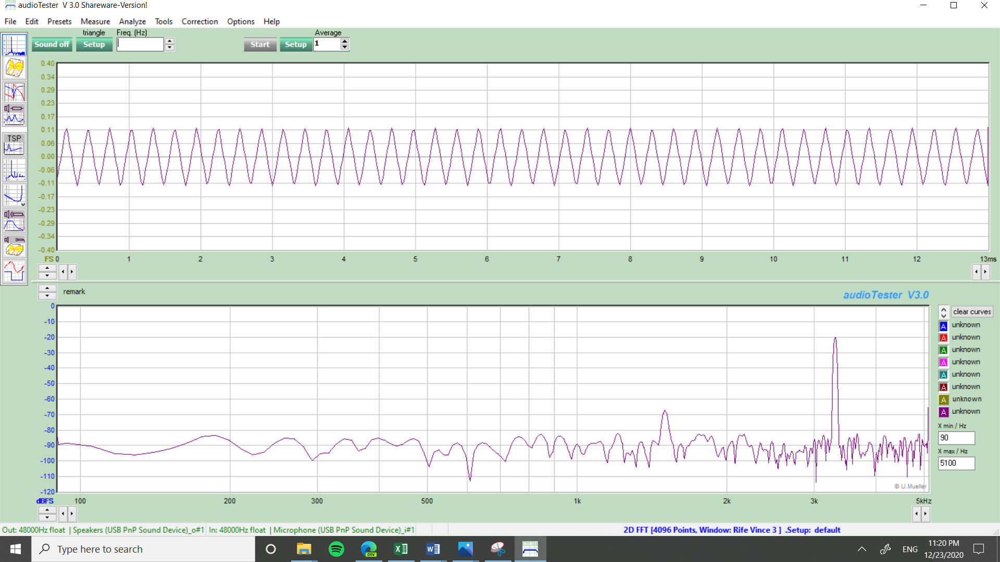 audioTester V 3.0 Shareware-Version!
File Edit Presets Measure Analyze Tools Correction Options Help
triangle Freq. (Hz) Average
Sound off Setup Start Setup 1
0.40
0.34
0.29
0.23
0.17
0.11
0.06
0.00
-0.06
-0.11
-0.17
-0.23
-0.29
-0.34
-0.40
FS 0 1 2 3 4 5 6 7 8 9 10 11 12 13ms
TSP
remark
audioTester V3.0
0
-10
-20
-30
-40
-50
-60
-70
-80
-90
-100
-110
-120
dBFS 100 200 300 500 1k 2k 3k 5kHz
© U.Mueller
clear curves
A unknown
A unknown
A unknown
A unknown
A unknown
A unknown
A unknown
A unknown
X min / Hz
90
X max / Hz
5100
Out: 48000Hz float | Speakers (USB PnP Sound Device)_o#1 In: 48000Hz float | Microphone (USB PnP Sound Device)_i#1 2D FFT [4096 Points, Window: Rife Vince 3 ] .Setup: default
Type here to search
DEV
ENG
11:20 PM
12/23/2020